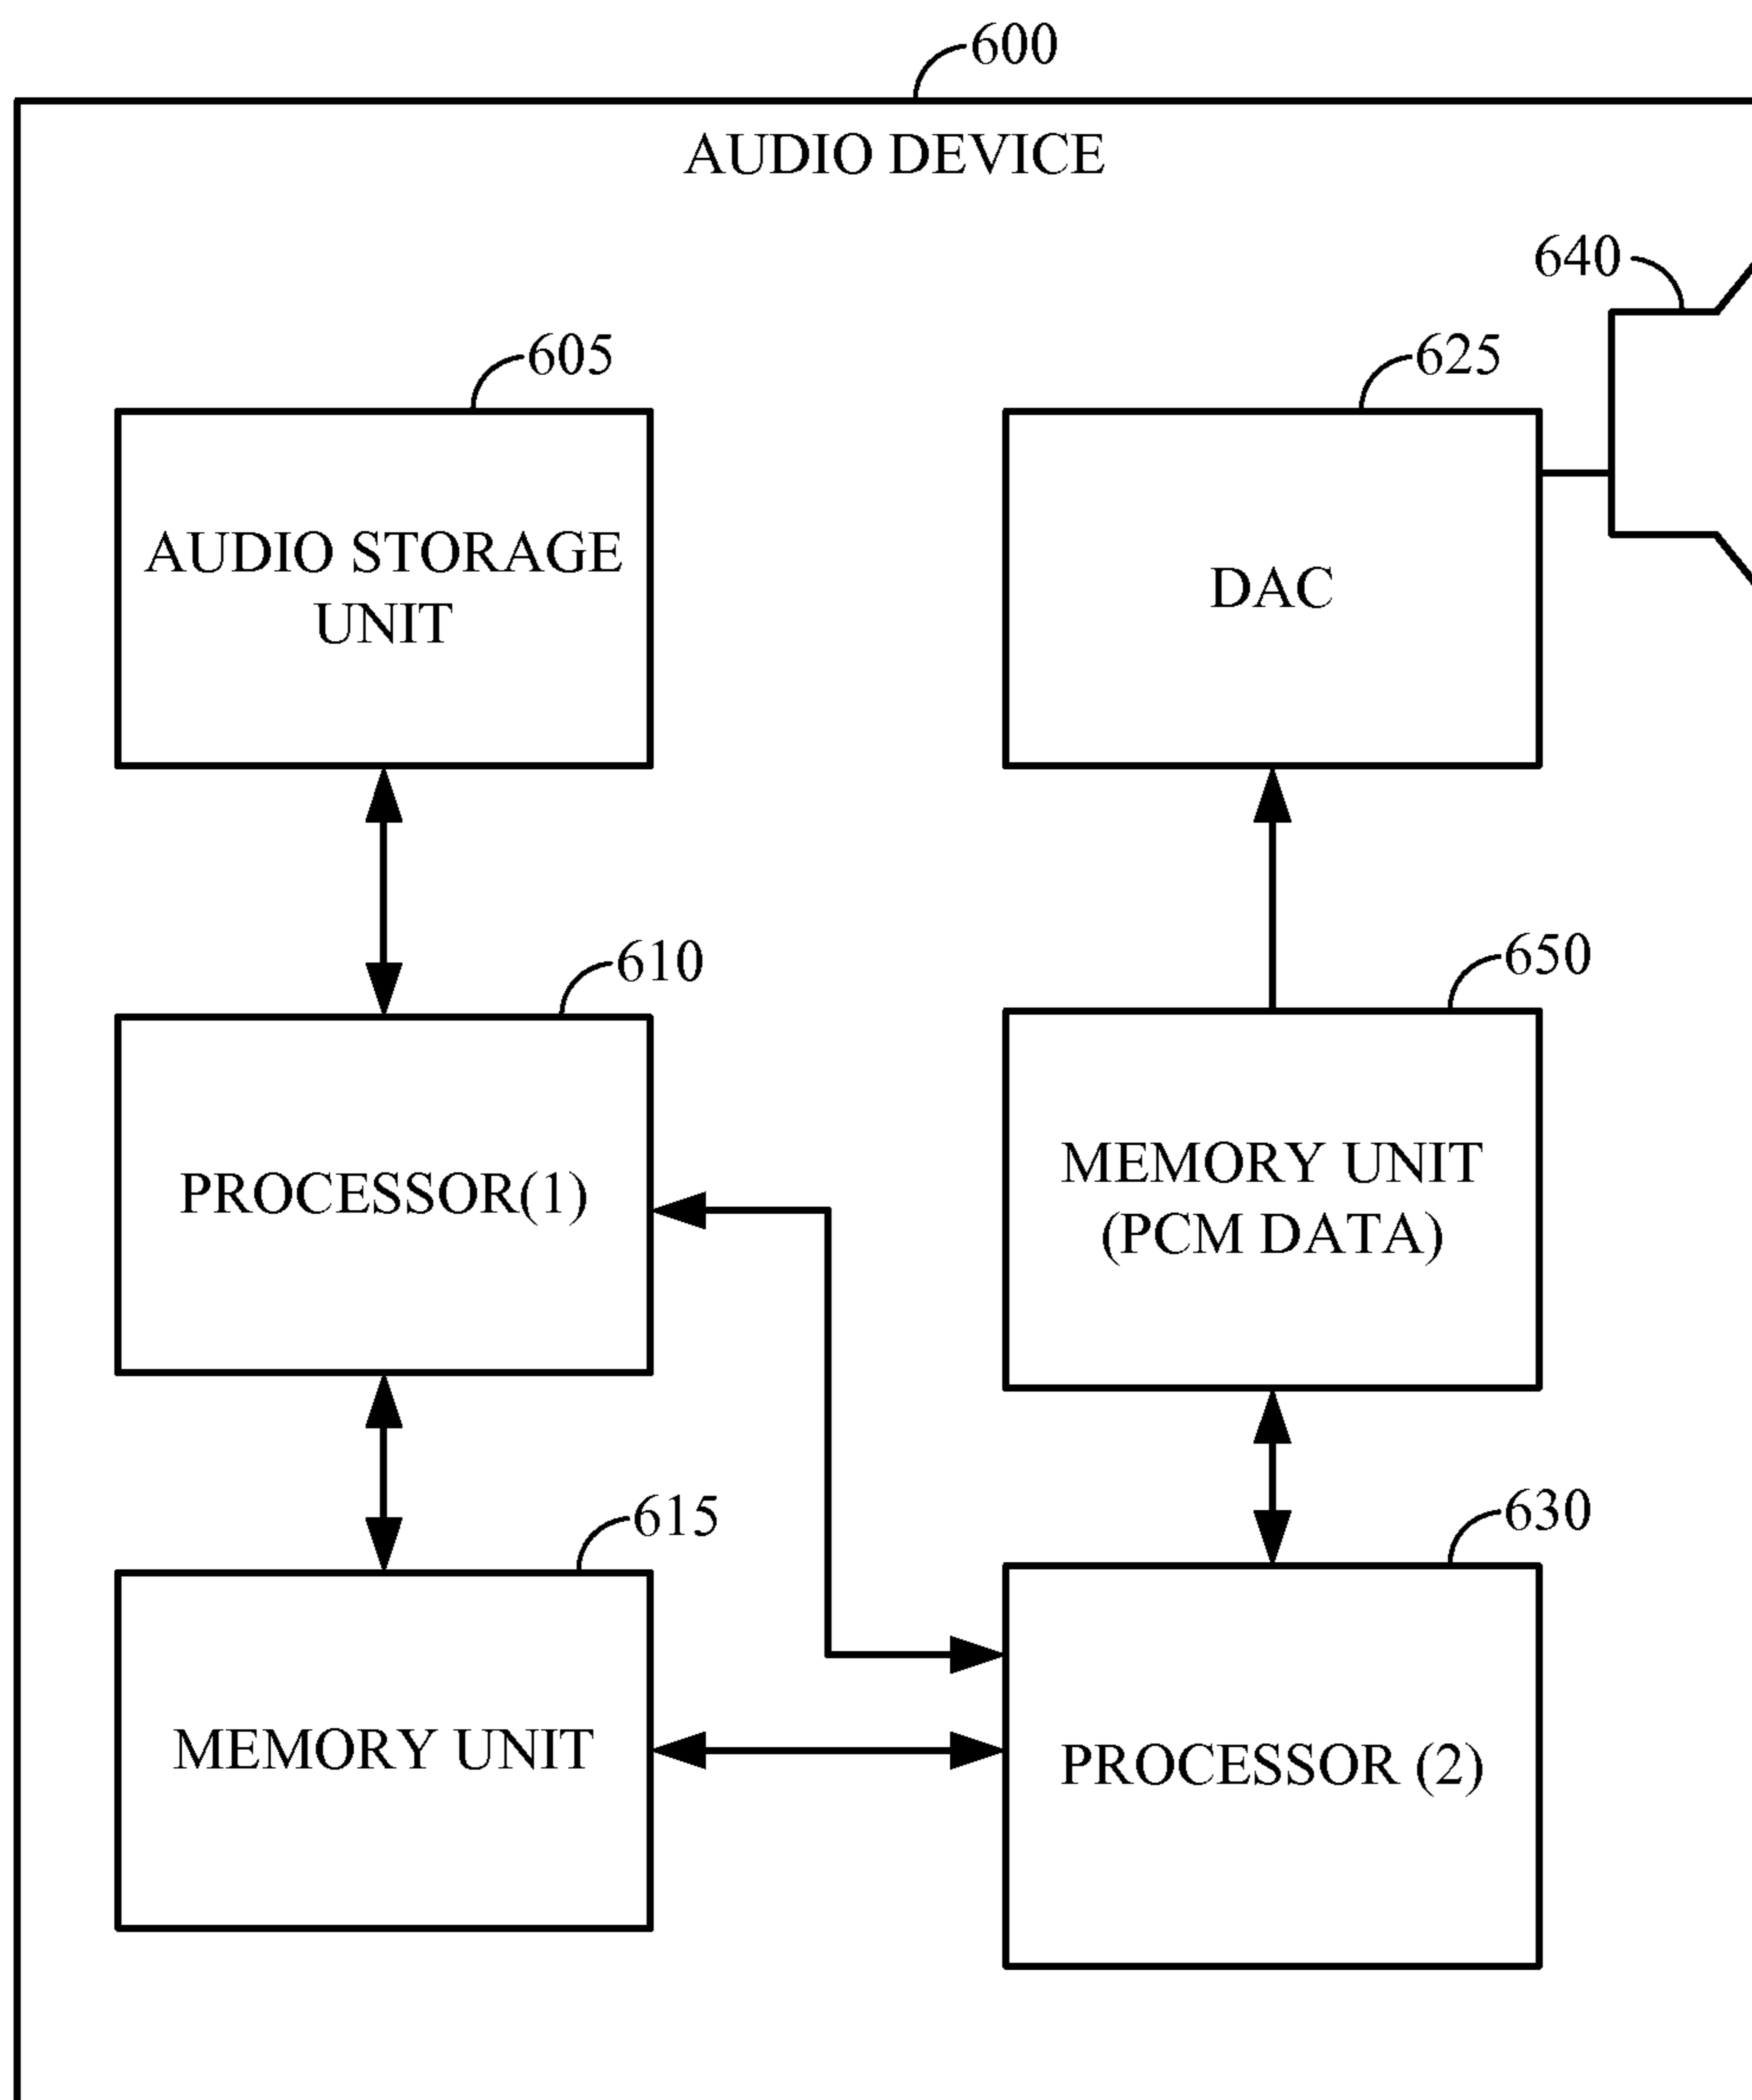 600
AUDIO DEVICE
640
605
625
AUDIO STORAGE
UNIT
DAC
610
650
PROCESSOR(1)
MEMORY UNIT
(PCM DATA)
615
630
MEMORY UNIT
PROCESSOR (2)